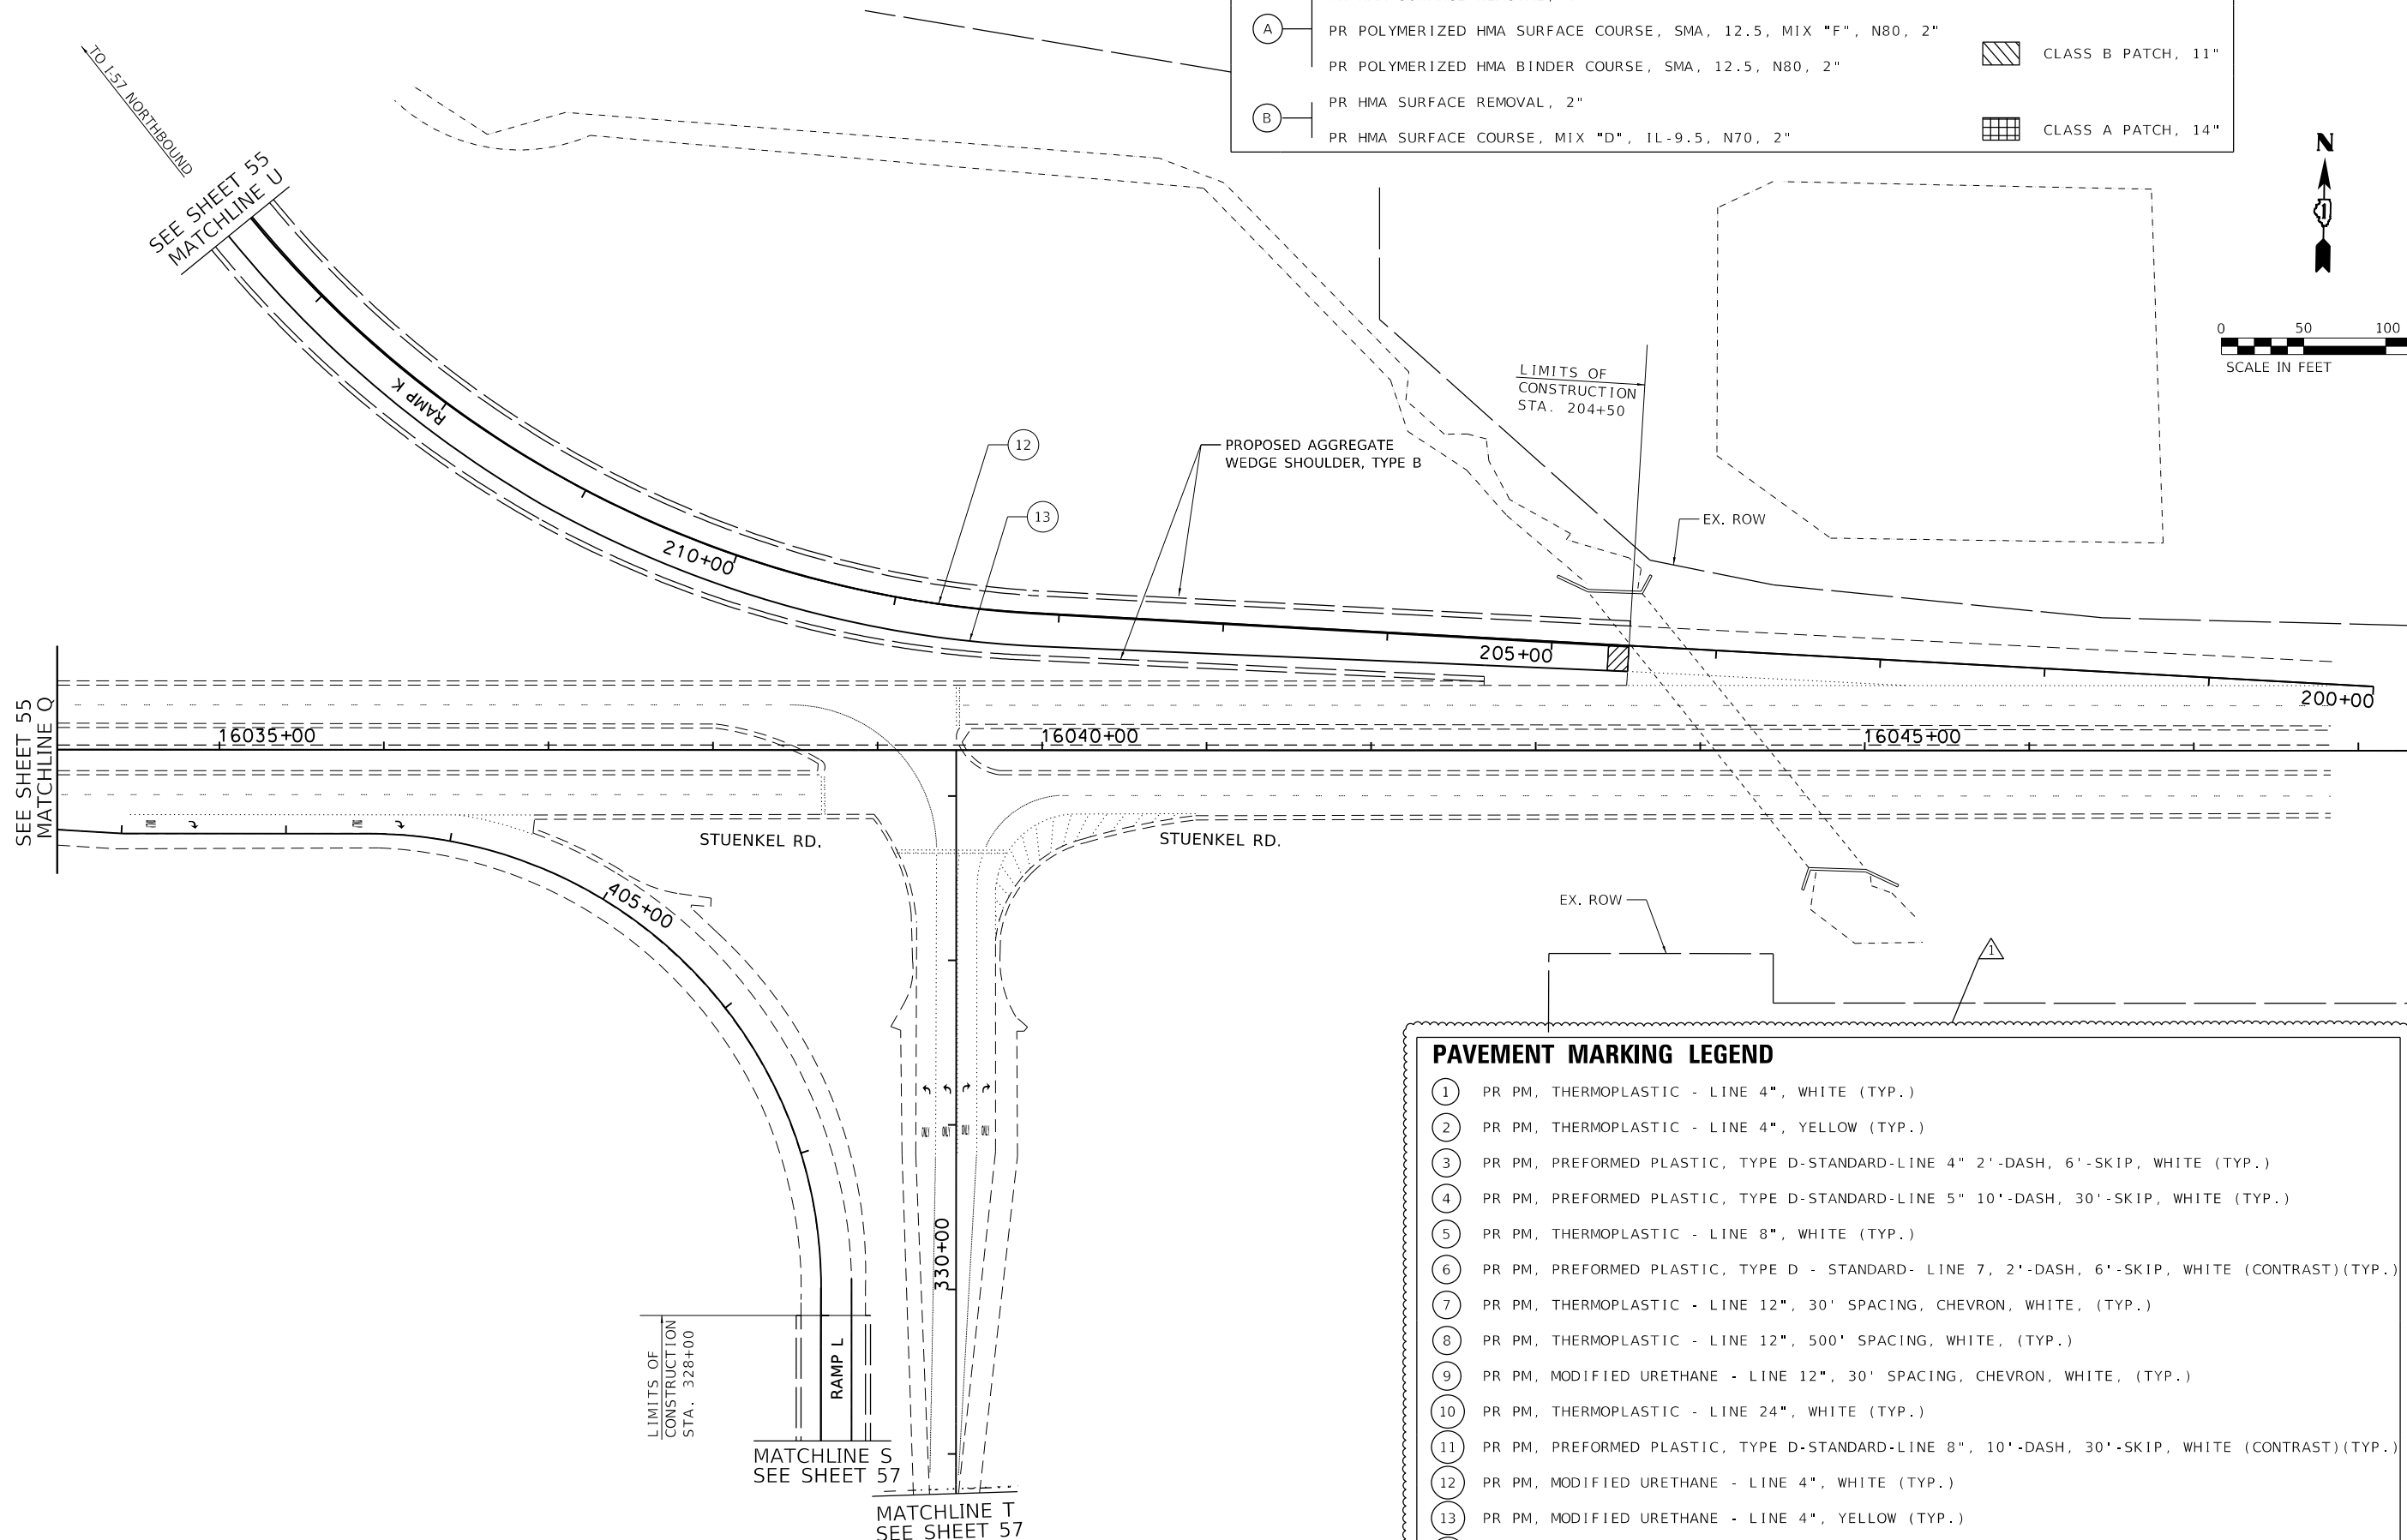 A
PR POLYMERIZED HMA SURFACE COURSE, SMA, 12.5, MIX "F", N80, 2"
PR POLYMERIZED HMA BINDER COURSE, SMA, 12.5, N80, 2"
CLASS B PATCH, 11"
B
PR HMA SURFACE REMOVAL, 2"
PR HMA SURFACE COURSE, MIX "D", IL-9.5, N70, 2"
CLASS A PATCH, 14"
TO I-57 NORTHBOUND
SEE SHEET 55
MATCHLINE U
N
1
0 50 100
SCALE IN FEET
RAMP K
LIMITS OF
CONSTRUCTION
STA. 204+50
12
PROPOSED AGGREGATE
WEDGE SHOULDER, TYPE B
13
EX. ROW
210+00
205+00
200+00
SEE SHEET 55
MATCHLINE Q
16035+00
16040+00
16045+00
STUENKEL RD.
STUENKEL RD.
405+00
EX. ROW
1
ONLY ONLY ONLY ONLY
330+00
LIMITS OF
CONSTRUCTION
STA. 328+00
RAMP L
MATCHLINE S
SEE SHEET 57
MATCHLINE T
SEE SHEET 57
PAVEMENT MARKING LEGEND
1 PR PM, THERMOPLASTIC - LINE 4", WHITE (TYP.)
2 PR PM, THERMOPLASTIC - LINE 4", YELLOW (TYP.)
3 PR PM, PREFORMED PLASTIC, TYPE D-STANDARD-LINE 4" 2'-DASH, 6'-SKIP, WHITE (TYP.)
4 PR PM, PREFORMED PLASTIC, TYPE D-STANDARD-LINE 5" 10'-DASH, 30'-SKIP, WHITE (TYP.)
5 PR PM, THERMOPLASTIC - LINE 8", WHITE (TYP.)
6 PR PM, PREFORMED PLASTIC, TYPE D - STANDARD- LINE 7, 2'-DASH, 6'-SKIP, WHITE (CONTRAST)(TYP.)
7 PR PM, THERMOPLASTIC - LINE 12", 30' SPACING, CHEVRON, WHITE, (TYP.)
8 PR PM, THERMOPLASTIC - LINE 12", 500' SPACING, WHITE, (TYP.)
9 PR PM, MODIFIED URETHANE - LINE 12", 30' SPACING, CHEVRON, WHITE, (TYP.)
10 PR PM, THERMOPLASTIC - LINE 24", WHITE (TYP.)
11 PR PM, PREFORMED PLASTIC, TYPE D-STANDARD-LINE 8", 10'-DASH, 30'-SKIP, WHITE (CONTRAST)(TYP.)
12 PR PM, MODIFIED URETHANE - LINE 4", WHITE (TYP.)
13 PR PM, MODIFIED URETHANE - LINE 4", YELLOW (TYP.)